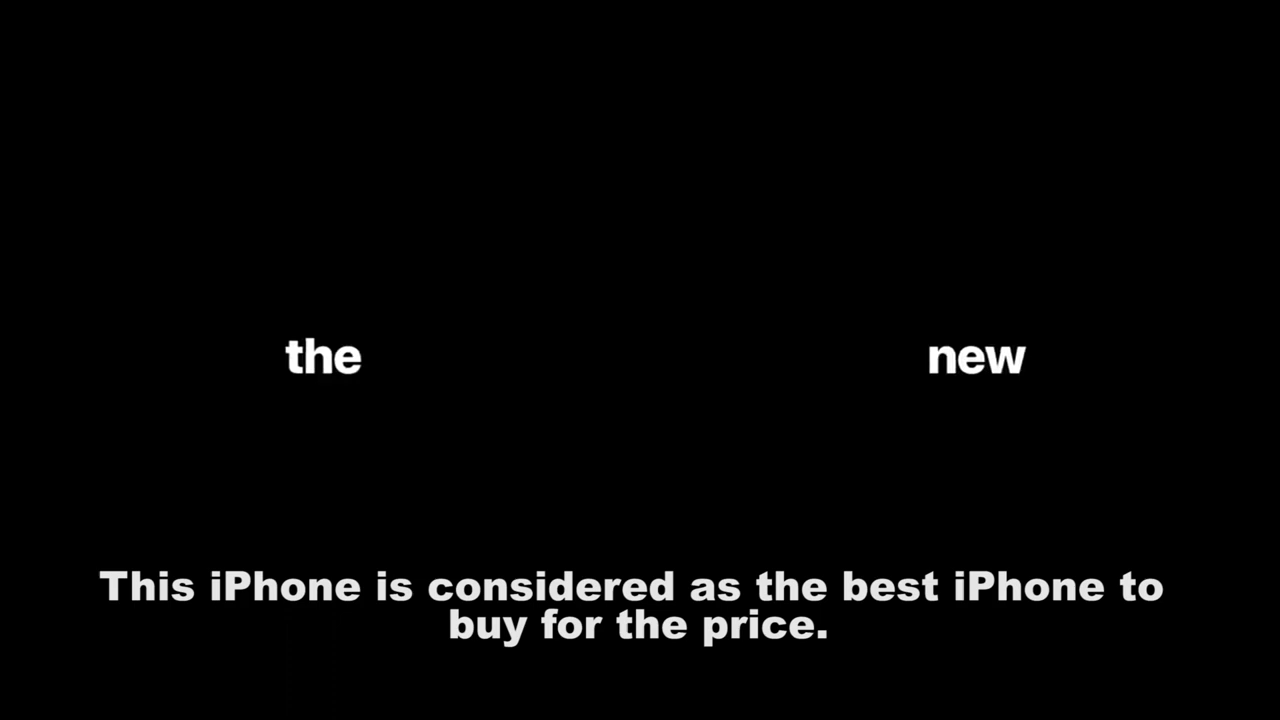 the new
This iPhone is considered as the best iPhone to
buy for the price.